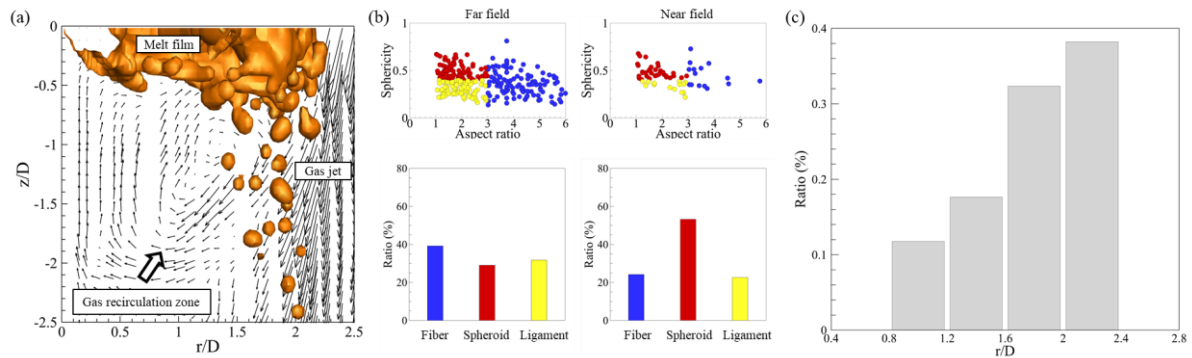 (a)
0
-0.5
-1
-1.5
-2
-2.5
z/D
Melt film
Gas jet
Gas recirculation zone
0 0.5 1 1.5 2 2.5
r/D
(b)
Far field
1
0.5
0
Sphericity
0 1 2 3 4 5 6
Aspect ratio
Near field
1
0.5
0
Sphericity
0 1 2 3 4 5 6
Aspect ratio
80
60
40
20
0
Ratio (%)
Fiber Spheroid Ligament
80
60
40
20
0
Ratio (%)
Fiber Spheroid Ligament
(c)
0.4
0.3
0.2
0.1
0
Ratio (%)
0.4 0.8 1.2 1.6 2 2.4 2.8
r/D